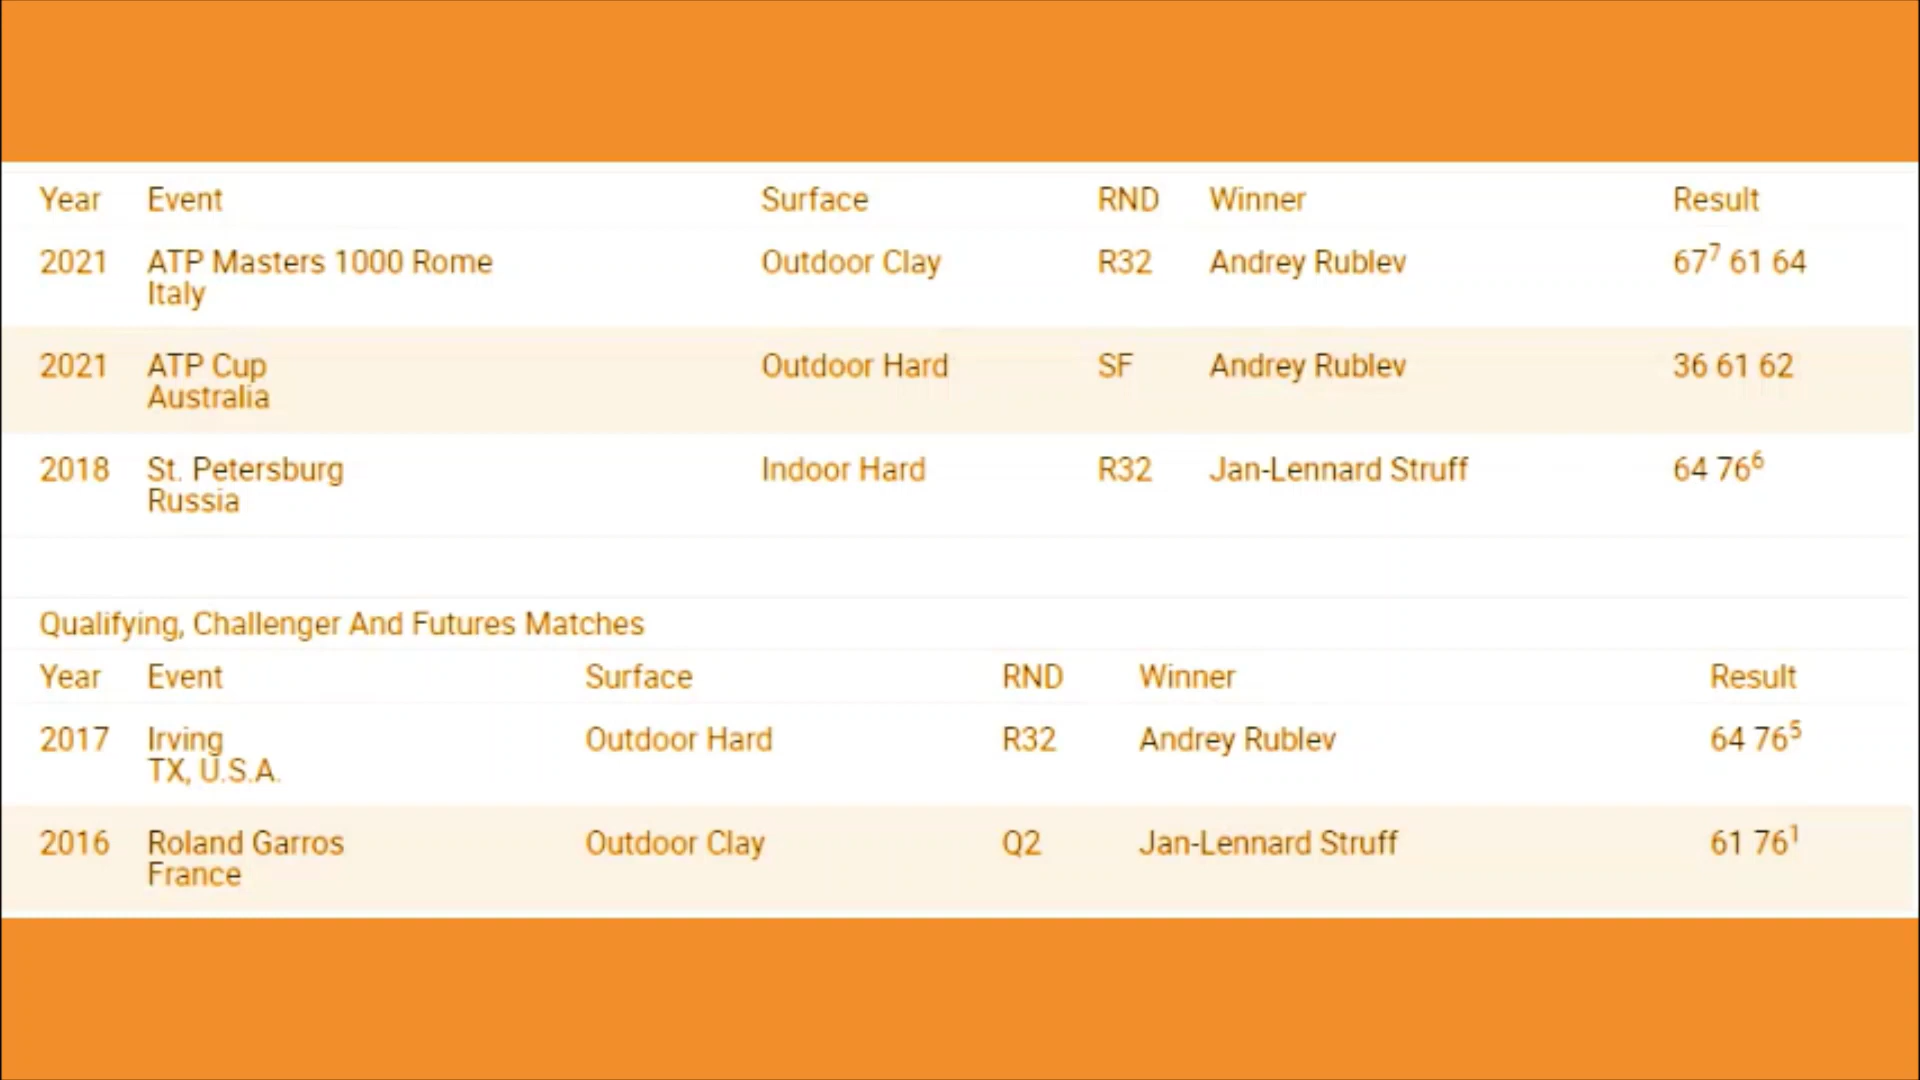 Year Event Surface RND Winner Result
2021 ATP Masters 1000 Rome Outdoor Clay R32 Andrey Rublev 67⁷ 61 64
Italy
2021 ATP Cup Outdoor Hard SF Andrey Rublev 36 61 62
Australia
2018 St. Petersburg Indoor Hard R32 Jan-Lennard Struff 64 76⁶
Russia
Qualifying, Challenger And Futures Matches
Year Event Surface RND Winner Result
2017 Irving Outdoor Hard R32 Andrey Rublev 64 76⁵
TX, U.S.A.
2016 Roland Garros Outdoor Clay Q2 Jan-Lennard Struff 61 76¹
France